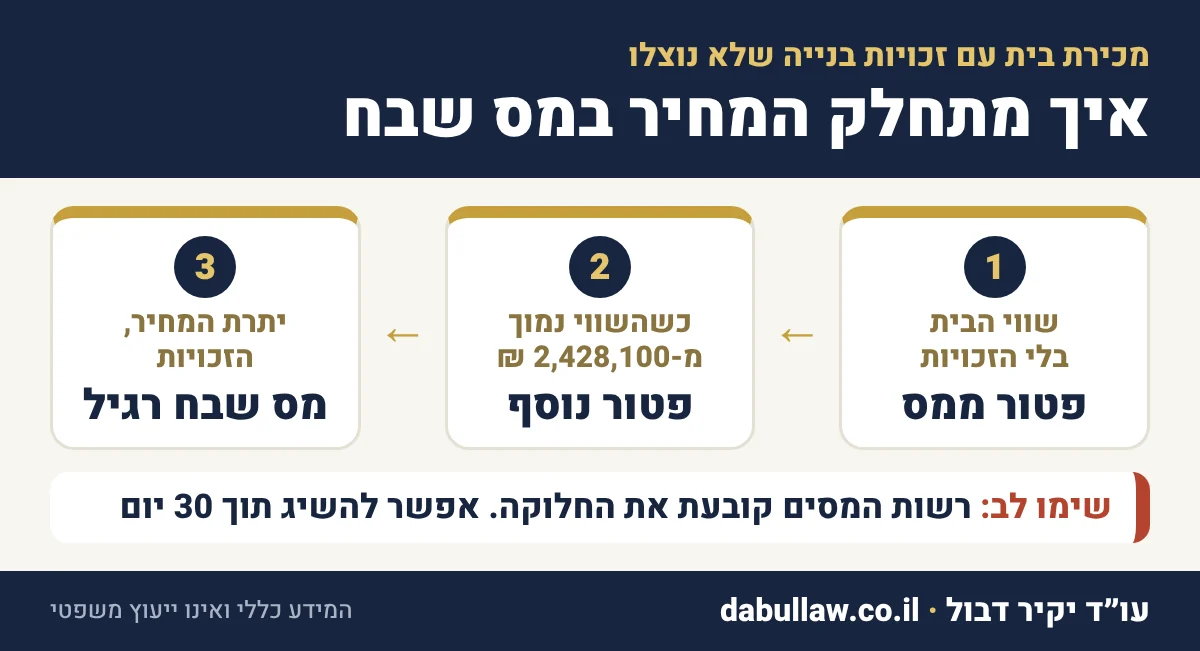 מכירת בית עם זכויות בנייה שלא נוצלו
איך מתחלק המחיר במס שבח
1
שווי הבית
בלי הזכויות
פטור ממס
←
2
כשהשווי נמוך
מ-2,428,100 ₪
פטור נוסף
←
3
יתרת המחיר,
הזכויות
מס שבח רגיל
שימו לב: רשות המסים קובעת את החלוקה. אפשר להשיג תוך 30 יום
עו״ד יקיר דבול · dabullaw.co.il
המידע כללי ואינו ייעוץ משפטי